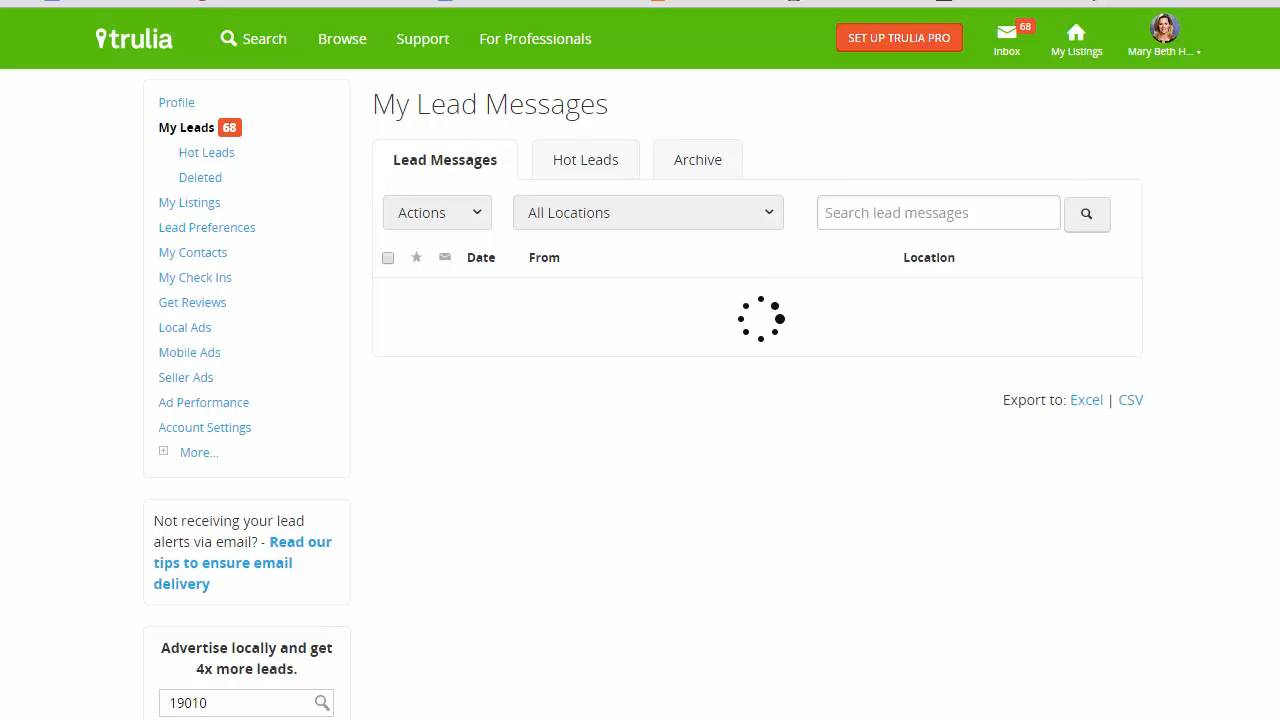 trulia
Search
Browse
Support
For Professionals
SET UP TRULIA PRO
68
Inbox
My Listings
Mary Beth H...
Profile
My Leads 68
Hot Leads
Deleted
My Listings
Lead Preferences
My Contacts
My Check Ins
Get Reviews
Local Ads
Mobile Ads
Seller Ads
Ad Performance
Account Settings
More...
Not receiving your lead
alerts via email? - Read our
tips to ensure email
delivery
Advertise locally and get
4x more leads.
19010
My Lead Messages
Lead Messages
Hot Leads
Archive
Actions
All Locations
Search lead messages
Date
From
Location
Export to: Excel | CSV